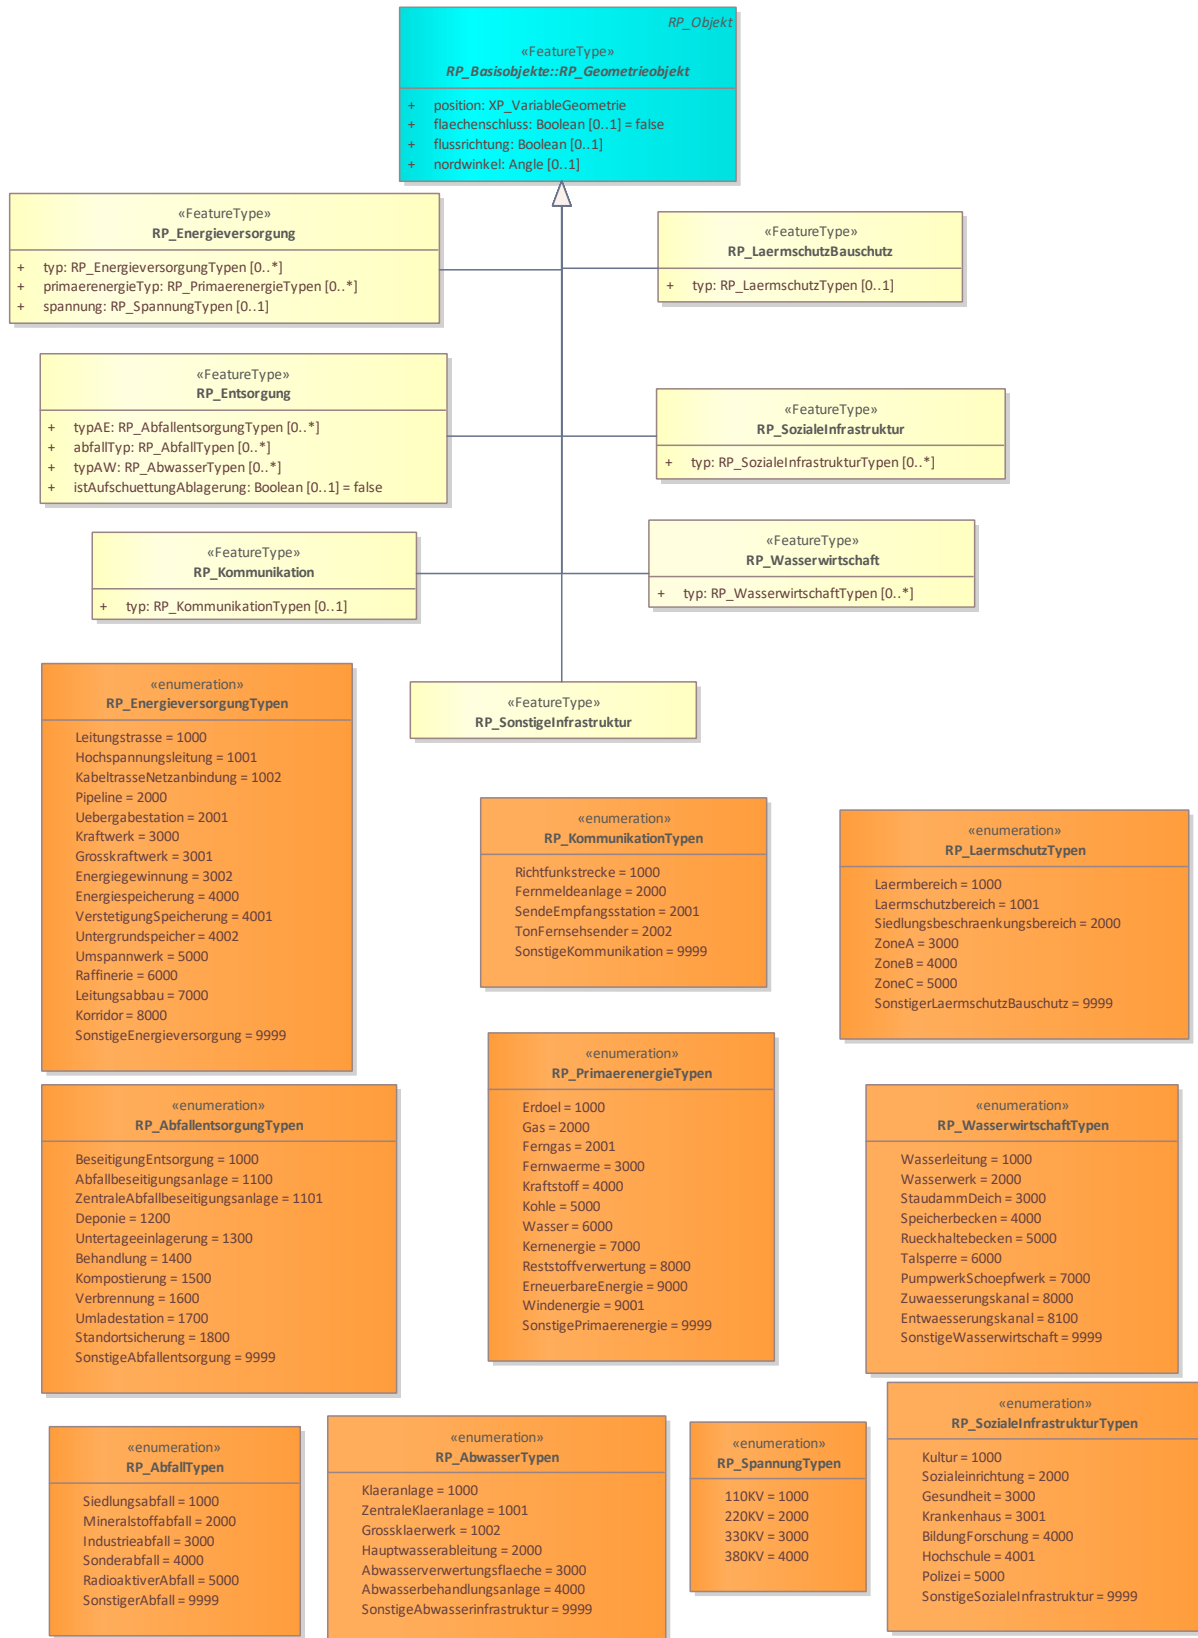 RP_Objekt
«FeatureType»
RP_Basisobjekte::RP_Geometrieobjekt
+ position: XP_VariableGeometrie
+ flaechenschluss: Boolean [0..1] = false
+ flussrichtung: Boolean [0..1]
+ nordwinkel: Angle [0..1]
«FeatureType»
RP_Energieversorgung
+ typ: RP_EnergieversorgungTypen [0..*]
+ primaerenergieTyp: RP_PrimaerenergieTypen [0..*]
+ spannung: RP_SpannungTypen [0..1]
«FeatureType»
RP_LaermschutzBauschutz
+ typ: RP_LaermschutzTypen [0..1]
«FeatureType»
RP_Entsorgung
+ typAE: RP_AbfallentsorgungTypen [0..*]
+ abfallTyp: RP_AbfallTypen [0..*]
+ typAW: RP_AbwasserTypen [0..*]
+ istAufschuettungAblagerung: Boolean [0..1] = false
«FeatureType»
RP_SozialeInfrastruktur
+ typ: RP_SozialeInfrastrukturTypen [0..*]
«FeatureType»
RP_Kommunikation
+ typ: RP_KommunikationTypen [0..1]
«FeatureType»
RP_Wasserwirtschaft
+ typ: RP_WasserwirtschaftTypen [0..*]
«FeatureType»
RP_SonstigeInfrastruktur
«enumeration»
RP_EnergieversorgungTypen
Leitungstrasse = 1000
Hochspannungsleitung = 1001
KabeltrasseNetzanbindung = 1002
Pipeline = 2000
Uebergabestation = 2001
Kraftwerk = 3000
Grosskraftwerk = 3001
Energiegewinnung = 3002
Energiespeicherung = 4000
VerstetigungSpeicherung = 4001
Untergrundspeicher = 4002
Umspannwerk = 5000
Raffinerie = 6000
Leitungsabbau = 7000
Korridor = 8000
SonstigeEnergieversorgung = 9999
«enumeration»
RP_KommunikationTypen
Richtfunkstrecke = 1000
Fernmeldeanlage = 2000
SendeEmpfangsstation = 2001
TonFernsehsender = 2002
SonstigeKommunikation = 9999
«enumeration»
RP_LaermschutzTypen
Laermbereich = 1000
Laermschutzbereich = 1001
Siedlungsbeschraenkungsbereich = 2000
ZoneA = 3000
ZoneB = 4000
ZoneC = 5000
SonstigerLaermschutzBauschutz = 9999
«enumeration»
RP_AbfallentsorgungTypen
BeseitigungEntsorgung = 1000
Abfallbeseitigungsanlage = 1100
ZentraleAbfallbeseitigungsanlage = 1101
Deponie = 1200
Untertageeinlagerung = 1300
Behandlung = 1400
Kompostierung = 1500
Verbrennung = 1600
Umladestation = 1700
Standortsicherung = 1800
SonstigeAbfallentsorgung = 9999
«enumeration»
RP_PrimaerenergieTypen
Erdoel = 1000
Gas = 2000
Ferngas = 2001
Fernwaerme = 3000
Kraftstoff = 4000
Kohle = 5000
Wasser = 6000
Kernenergie = 7000
Reststoffverwertung = 8000
ErneuerbareEnergie = 9000
Windenergie = 9001
SonstigePrimaerenergie = 9999
«enumeration»
RP_WasserwirtschaftTypen
Wasserleitung = 1000
Wasserwerk = 2000
StaudammDeich = 3000
Speicherbecken = 4000
Rueckhaltebecken = 5000
Talsperre = 6000
PumpwerkSchoepfwerk = 7000
Zuwaesserungskanal = 8000
Entwaesserungskanal = 8100
SonstigeWasserwirtschaft = 9999
«enumeration»
RP_AbfallTypen
Siedlungsabfall = 1000
Mineralstoffabfall = 2000
Industrieabfall = 3000
Sonderabfall = 4000
RadioaktiverAbfall = 5000
SonstigerAbfall = 9999
«enumeration»
RP_AbwasserTypen
Klaeranlage = 1000
ZentraleKlaeranlage = 1001
Grossklaerwerk = 1002
Hauptwasserableitung = 2000
Abwasserverwertungsflaeche = 3000
Abwasserbehandlungsanlage = 4000
SonstigeAbwasserinfrastruktur = 9999
«enumeration»
RP_SpannungTypen
110KV = 1000
220KV = 2000
330KV = 3000
380KV = 4000
«enumeration»
RP_SozialeInfrastrukturTypen
Kultur = 1000
Sozialeinrichtung = 2000
Gesundheit = 3000
Krankenhaus = 3001
BildungForschung = 4000
Hochschule = 4001
Polizei = 5000
SonstigeSozialeInfrastruktur = 9999